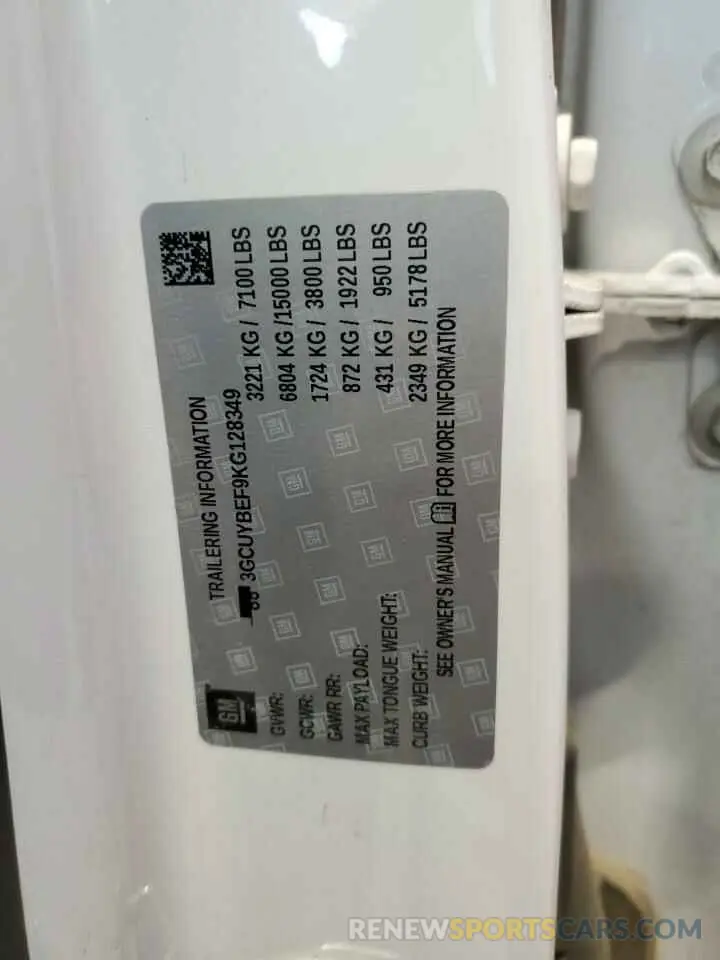 GM
TRAILERING INFORMATION
3GCUYBEF9KG128349
GVWR: 3221 KG / 7100 LBS
GCWR: 6804 KG /15000 LBS
GAWR RR: 1724 KG / 3800 LBS
MAX PAYLOAD: 872 KG / 1922 LBS
MAX TONGUE WEIGHT: 431 KG / 950 LBS
CURB WEIGHT: 2349 KG / 5178 LBS
SEE OWNER'S MANUAL FOR MORE INFORMATION
RENEWSPORTSCARS.COM